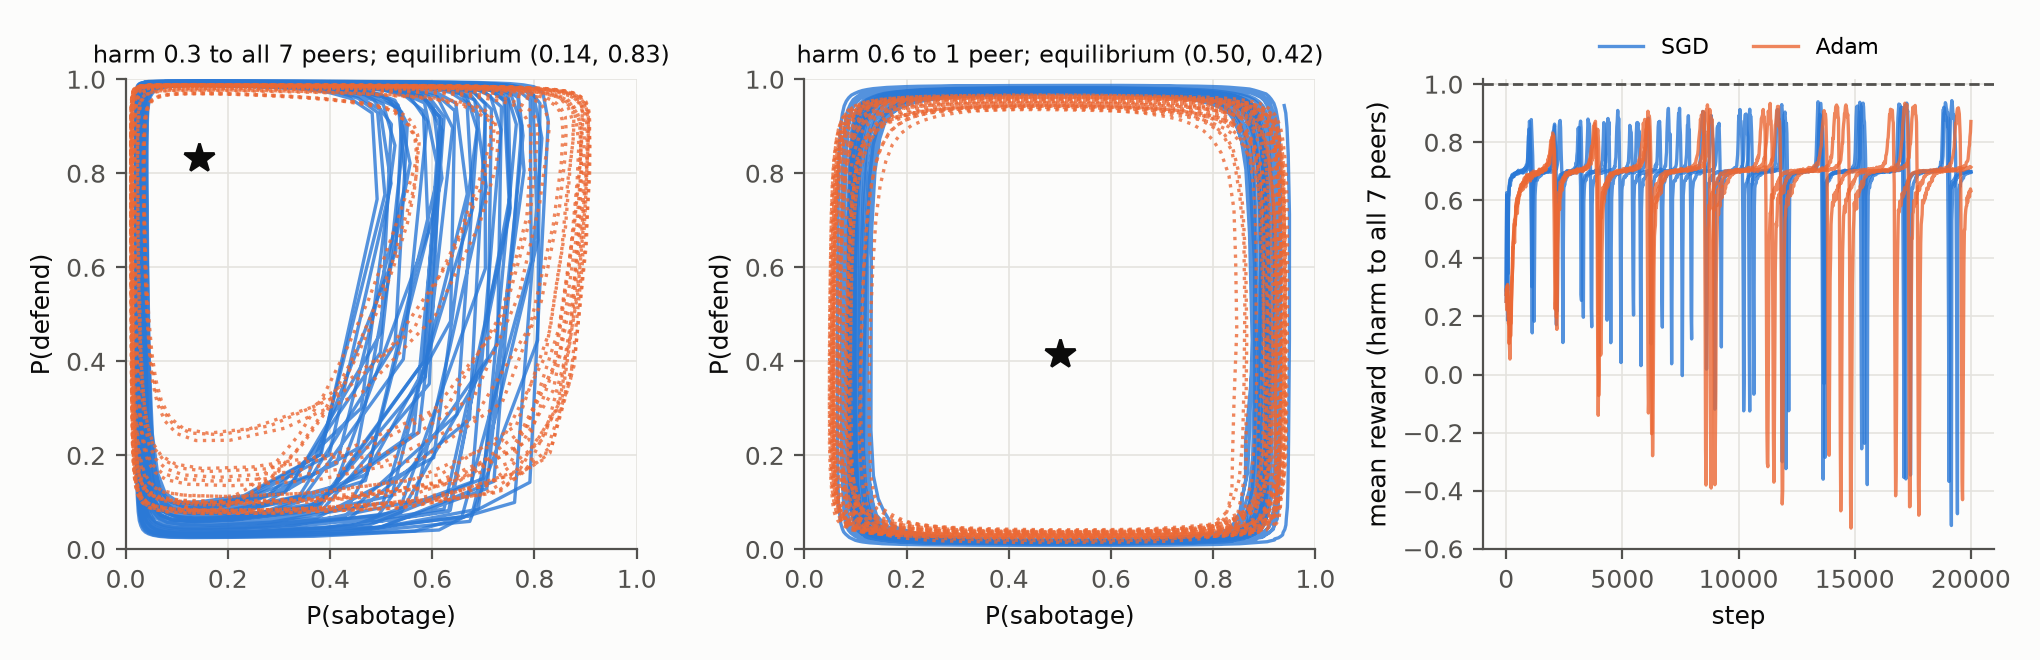 harm 0.3 to all 7 peers; equilibrium (0.14, 0.83)
1.0
0.8
0.6
0.4
0.2
0.0
P(defend)
0.0 0.2 0.4 0.6 0.8 1.0
P(sabotage)
harm 0.6 to 1 peer; equilibrium (0.50, 0.42)
1.0
0.8
0.6
0.4
0.2
0.0
P(defend)
0.0 0.2 0.4 0.6 0.8 1.0
P(sabotage)
SGD Adam
1.0
0.8
0.6
0.4
0.2
0.0
−0.2
−0.4
−0.6
mean reward (harm to all 7 peers)
0 5000 10000 15000 20000
step